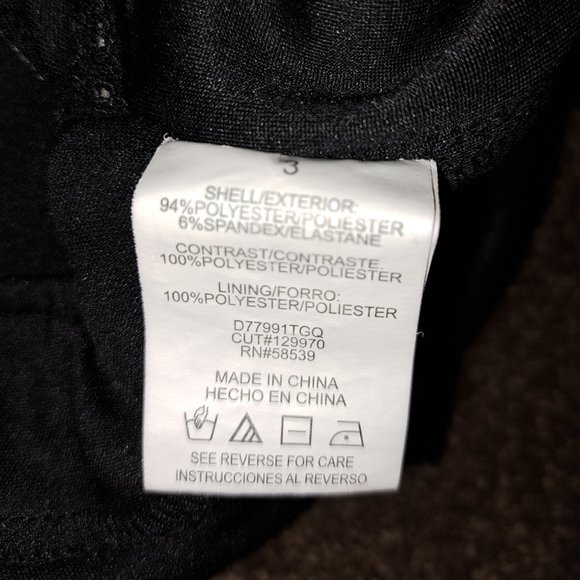 3
SHELL/EXTERIOR:
94%POLYESTER/POLIESTER
6%SPANDEX/ELASTANE
CONTRAST/CONTRASTE:
100%POLYESTER/POLIESTER
LINING/FORRO:
100%POLYESTER/POLIESTER
D77991TGQ
CUT#129970
RN#58539
MADE IN CHINA
HECHO EN CHINA
SEE REVERSE FOR CARE
INSTRUCCIONES AL REVERSO